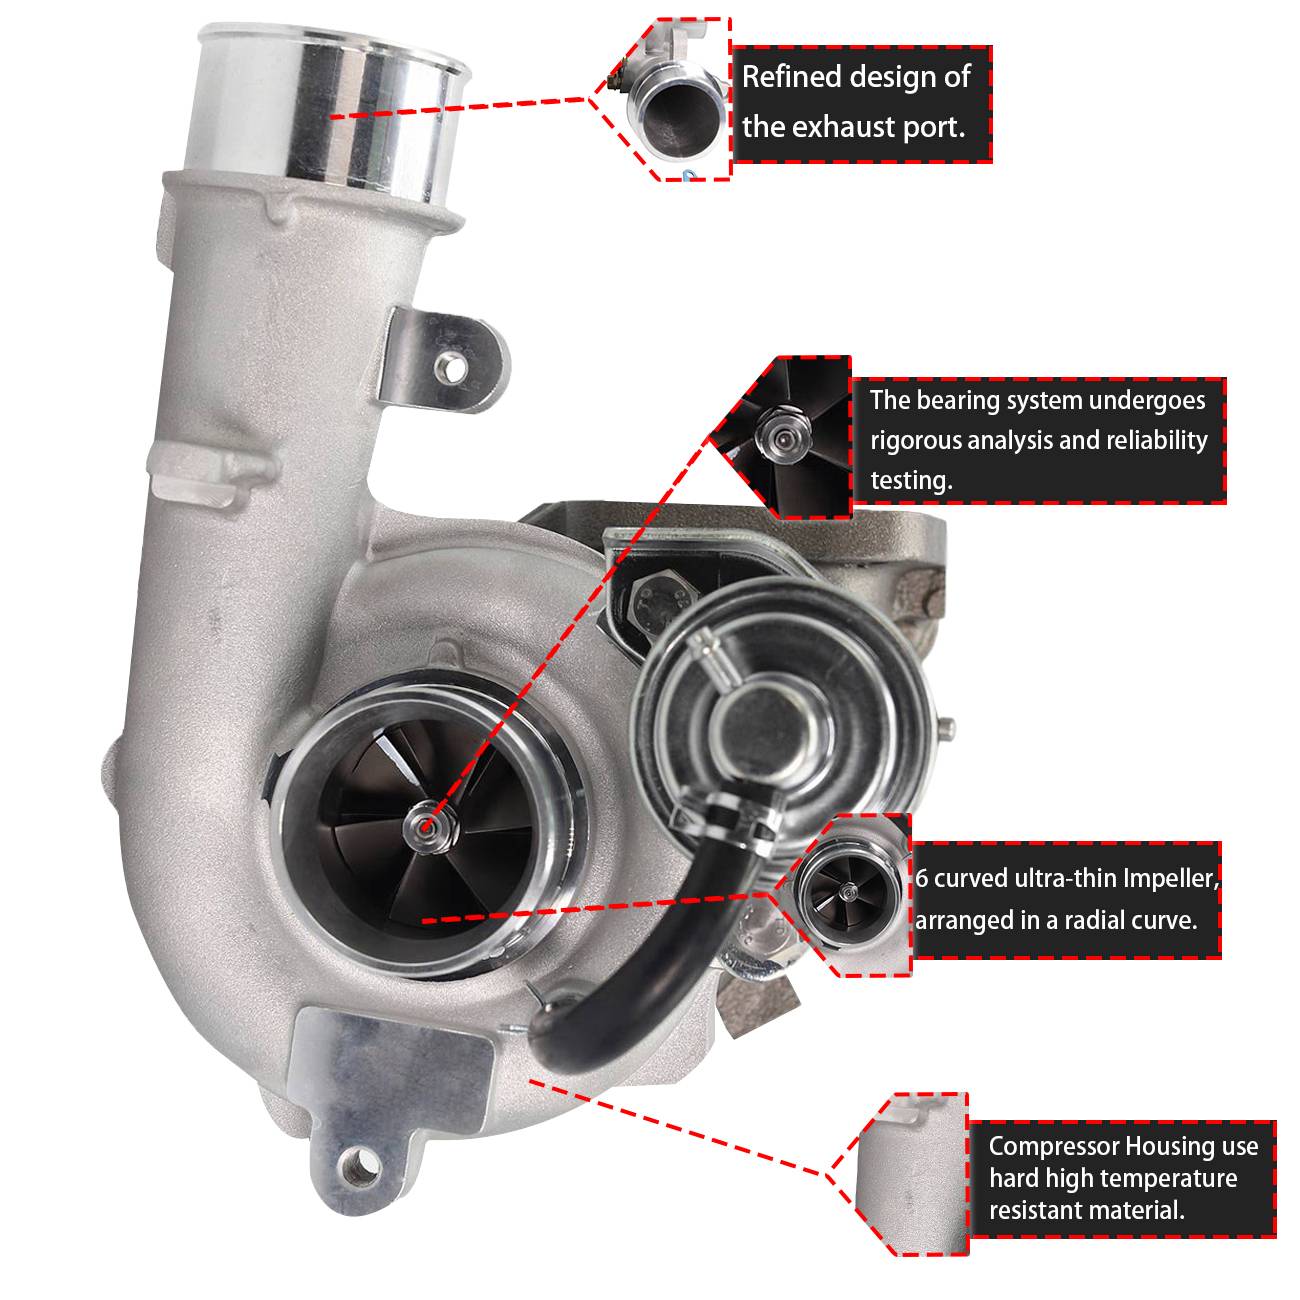 Refined design of
the exhaust port.
The bearing system undergoes
rigorous analysis and reliability
testing.
6 curved ultra-thin Impeller,
arranged in a radial curve.
Compressor Housing use
hard high temperature
resistant material.